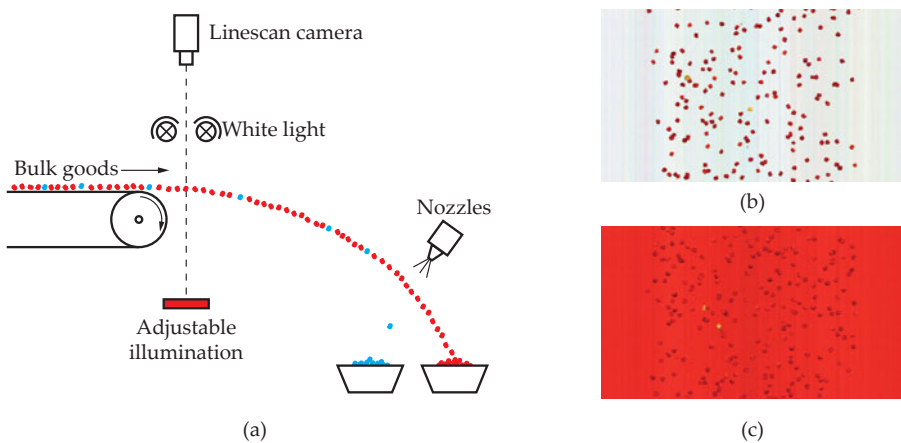 Linescan camera
White light
Bulk goods
Nozzles
Adjustable
illumination
(a)
(b)
(c)